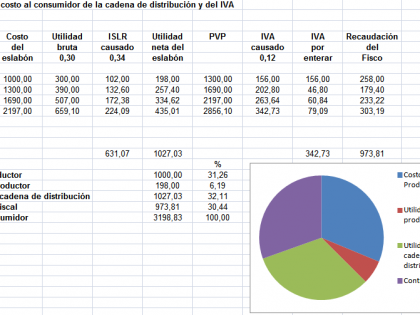 costo al consumidor de la cadena de distribución y del IVA
Costo del eslabón Utilidad bruta 0,30 ISLR causado 0,34 Utilidad neta del eslabón PVP IVA causado 0,12 IVA por enterar Recaudación del Fisco
1000,00 300,00 102,00 198,00 1300,00 156,00 156,00 258,00
1300,00 390,00 132,60 257,40 1690,00 202,80 46,80 179,40
1690,00 507,00 172,38 334,62 2197,00 263,64 60,84 233,22
2197,00 659,10 224,09 435,01 2856,10 342,73 79,09 303,19
631,07 1027,03 342,73 973,81
%
ductor 1000,00 31,26
oductor 198,00 6,19
cadena de distribución 1027,03 32,11
iscal 973,81 30,44
sumidor 3198,83 100,00
Costo
Produ
Utilid
produ
Utilid
cade
distri
Cont